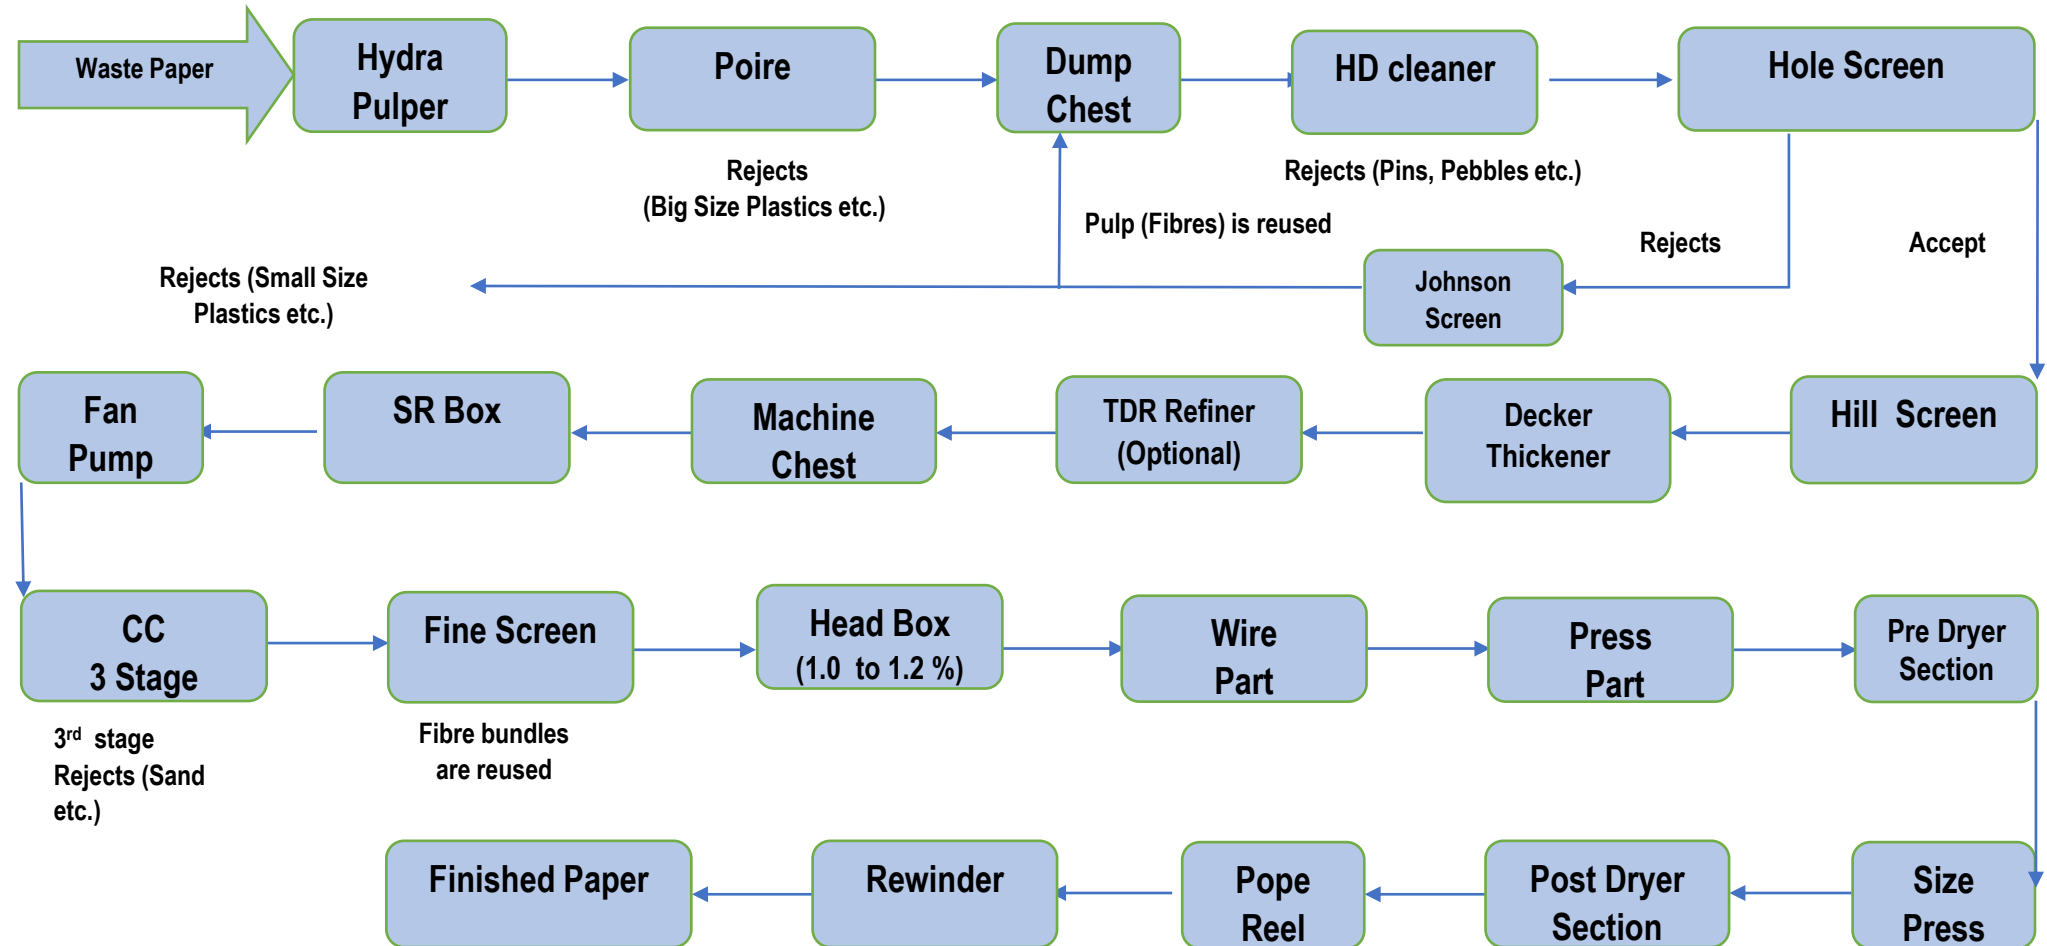 Waste Paper
Hydra
Pulper
Poire
Dump
Chest
HD cleaner
Hole Screen
Rejects
(Big Size Plastics etc.)
Rejects (Pins, Pebbles etc.)
Pulp (Fibres) is reused
Rejects
Accept
Rejects (Small Size
Plastics etc.)
Johnson
Screen
Fan
Pump
SR Box
Machine
Chest
TDR Refiner
(Optional)
Decker
Thickener
Hill  Screen
CC
3 Stage
Fine Screen
Head Box
(1.0  to 1.2 %)
Wire
Part
Press
Part
Pre Dryer
Section
3rd  stage
Rejects (Sand
etc.)
Fibre bundles
are reused
Finished Paper
Rewinder
Pope
Reel
Post Dryer
Section
Size
Press